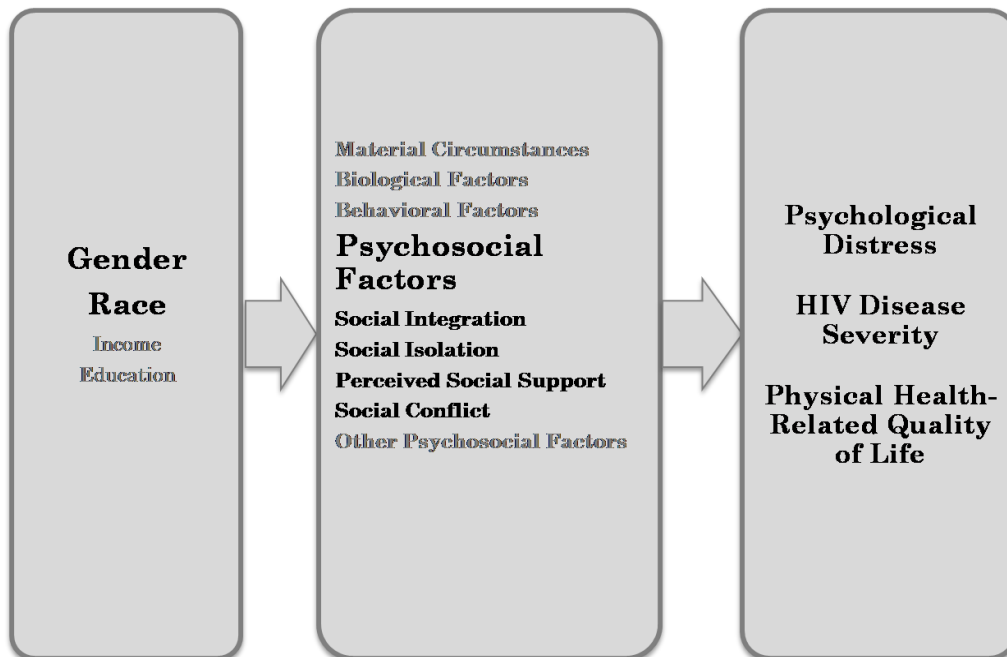 Gender
Race
Income
Education
Material Circumstances
Biological Factors
Behavioral Factors
Psychosocial
Factors
Social Integration
Social Isolation
Perceived Social Support
Social Conflict
Other Psychosocial Factors
Psychological
Distress
HIV Disease
Severity
Physical Health-
Related Quality
of Life